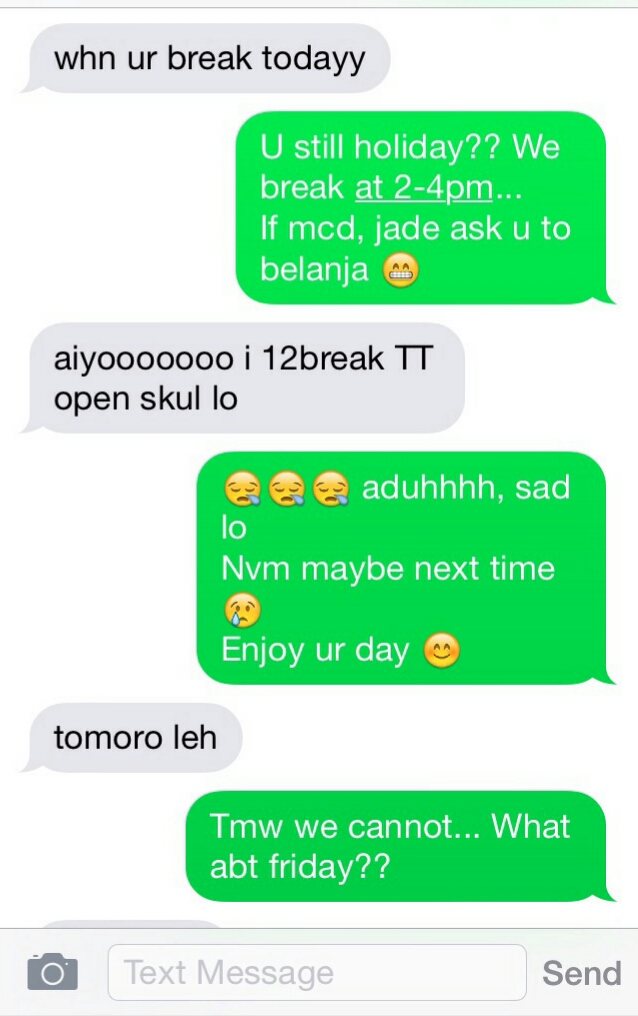 whn ur break todayy
U still holiday?? We
break at 2-4pm...
If mcd, jade ask u to
belanja 😁
aiyooooooo i 12break TT
open skul lo
😪😪😪 aduhhhh, sad
lo
Nvm maybe next time
😢
Enjoy ur day 😊
tomoro leh
Tmw we cannot... What
abt friday??
Text Message
Send